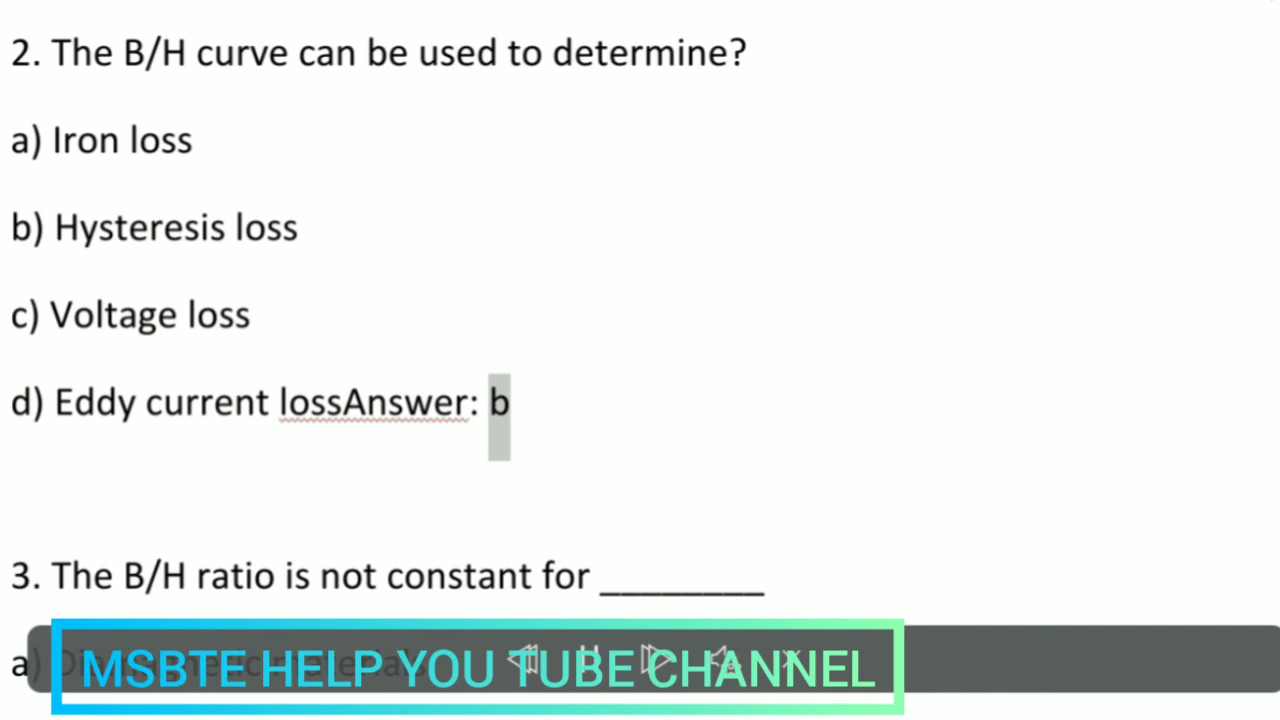 2. The B/H curve can be used to determine?
a) Iron loss
b) Hysteresis loss
c) Voltage loss
d) Eddy current lossAnswer: b
3. The B/H ratio is not constant for ________
a)
MSBTE HELP YOU TUBE CHANNEL